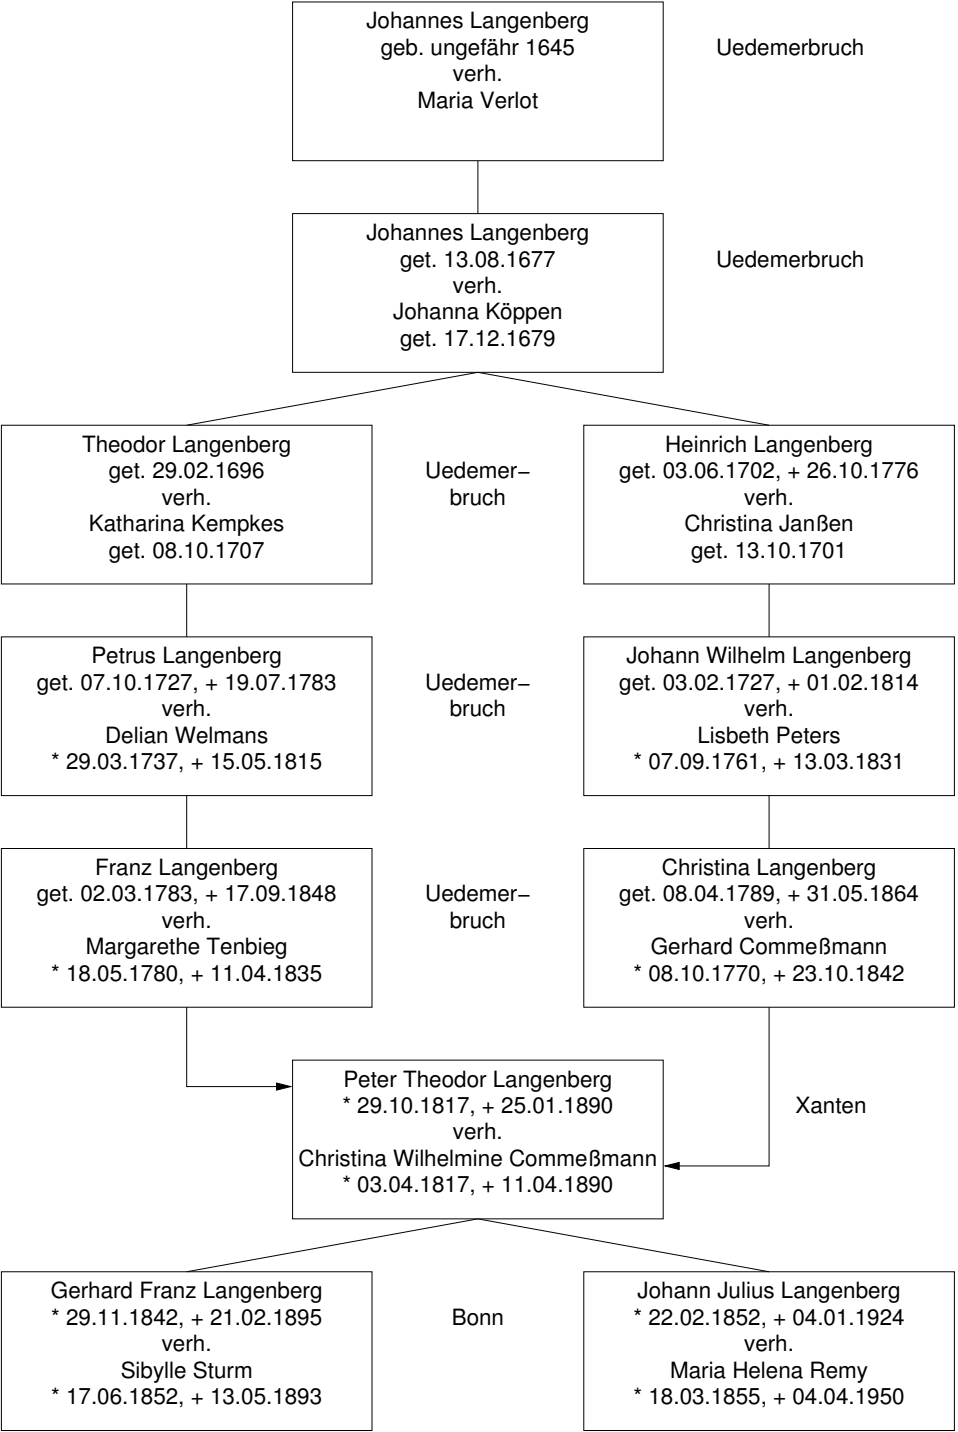 Johannes Langenberg
geb. ungefähr 1645
verh.
Maria Verlot
Uedemerbruch
Johannes Langenberg
get. 13.08.1677
verh.
Johanna Köppen
get. 17.12.1679
Uedemerbruch
Theodor Langenberg
get. 29.02.1696
verh.
Katharina Kempkes
get. 08.10.1707
Uedemer–
bruch
Heinrich Langenberg
get. 03.06.1702, + 26.10.1776
verh.
Christina Janßen
get. 13.10.1701
Petrus Langenberg
get. 07.10.1727, + 19.07.1783
verh.
Delian Welmans
* 29.03.1737, + 15.05.1815
Uedemer–
bruch
Johann Wilhelm Langenberg
get. 03.02.1727, + 01.02.1814
verh.
Lisbeth Peters
* 07.09.1761, + 13.03.1831
Franz Langenberg
get. 02.03.1783, + 17.09.1848
verh.
Margarethe Tenbieg
* 18.05.1780, + 11.04.1835
Uedemer–
bruch
Christina Langenberg
get. 08.04.1789, + 31.05.1864
verh.
Gerhard Commeßmann
* 08.10.1770, + 23.10.1842
Peter Theodor Langenberg
* 29.10.1817, + 25.01.1890
verh.
Christina Wilhelmine Commeßmann
* 03.04.1817, + 11.04.1890
Xanten
Gerhard Franz Langenberg
* 29.11.1842, + 21.02.1895
verh.
Sibylle Sturm
* 17.06.1852, + 13.05.1893
Bonn
Johann Julius Langenberg
* 22.02.1852, + 04.01.1924
verh.
Maria Helena Remy
* 18.03.1855, + 04.04.1950